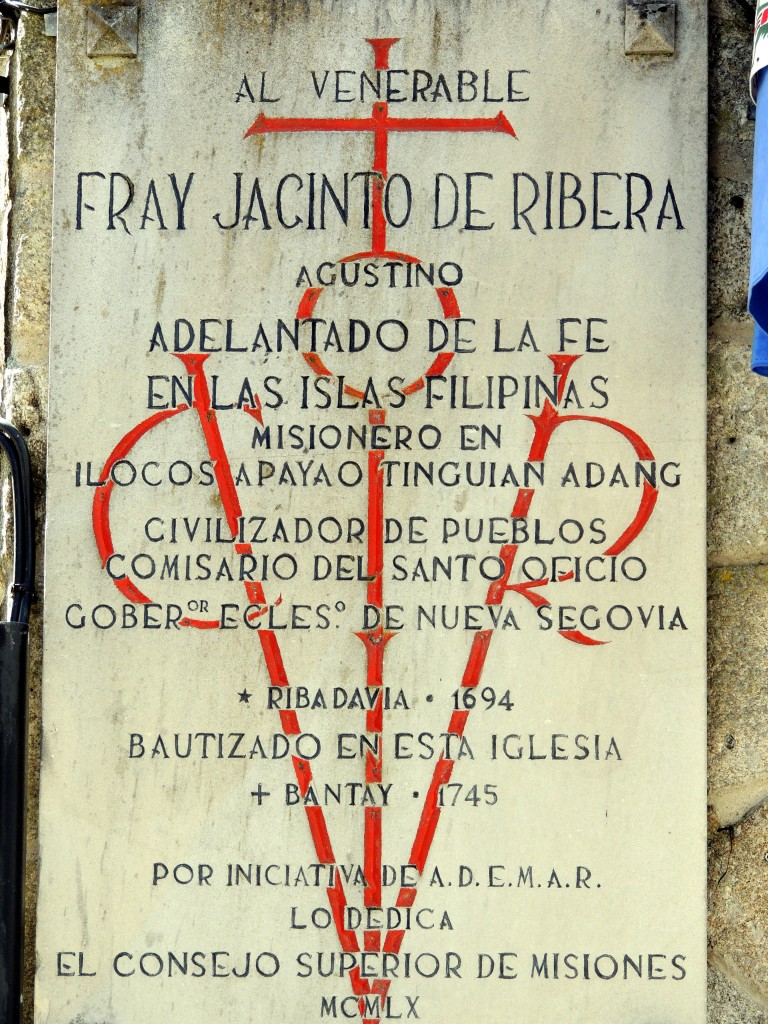 AL VENERABLE
FRAY JACINTO DE RIBERA
AGUSTINO
ADELANTADO DE LA FE
EN LAS ISLAS FILIPINAS
MISIONERO EN
ILOCOS APAYAO TINGUIAN ADANG
CIVILIZADOR DE PUEBLOS
COMISARIO DEL SANTO OFICIO
GOBER.OR ECLES.º DE NUEVA SEGOVIA
* RIBADAVIA · 1694
BAUTIZADO EN ESTA IGLESIA
+ BANTAY · 1745
POR INICIATIVA DE A.D.E.M.A.R.
LO DEDICA
EL CONSEJO SUPERIOR DE MISIONES
MCMLX